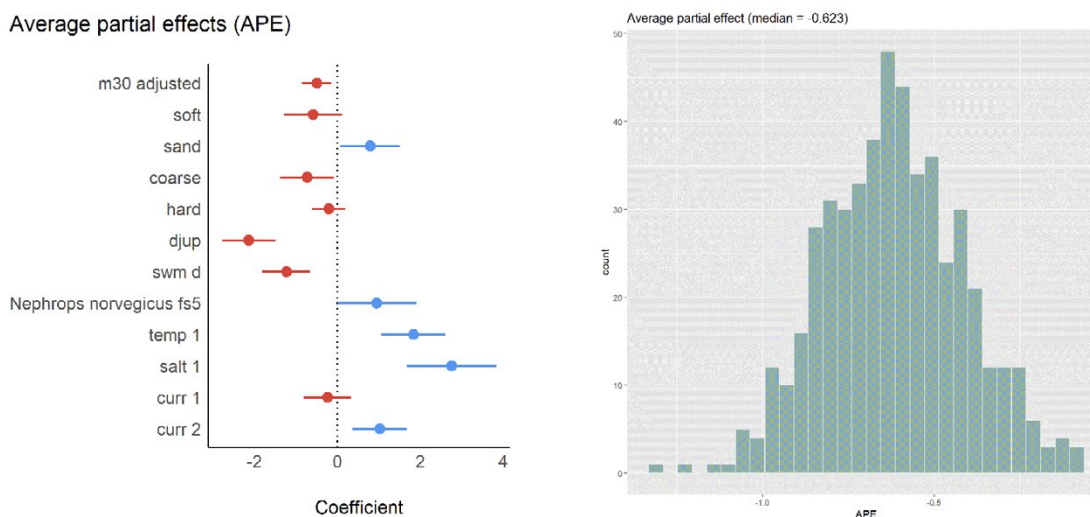 Average partial effects (APE)
m30 adjusted
soft
sand
coarse
hard
djup
swm d
Nephrops norvegicus fs5
temp 1
salt 1
curr 1
curr 2
-2
0
2
4
Coefficient
Average partial effect (median = -0.623)
50
40
30
20
10
0
count
-1.0
-0.5
APE